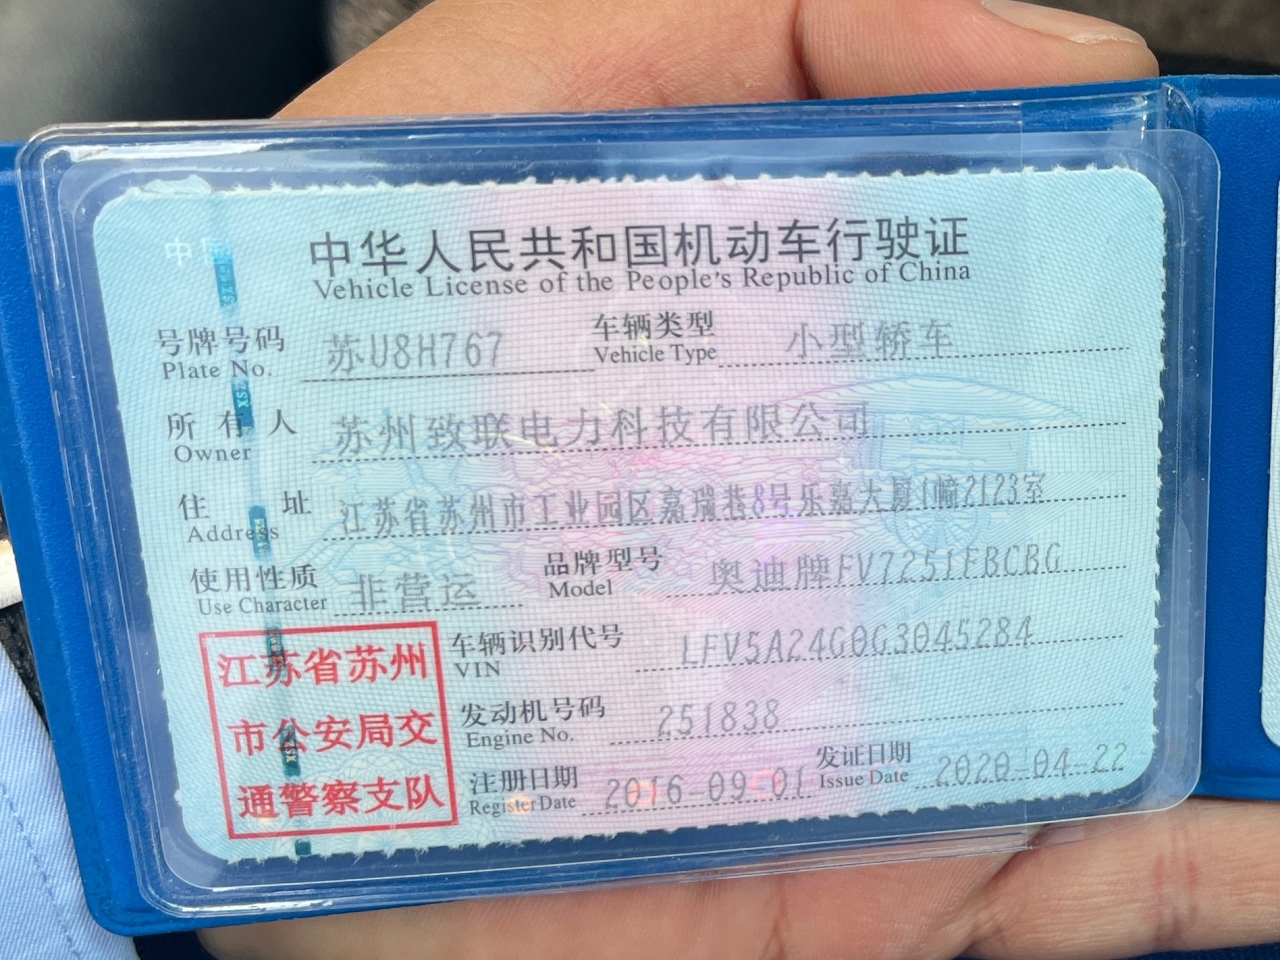 中华人民共和国机动车行驶证
Vehicle License of the People's Republic of China
号牌号码 苏U8H767 车辆类型 小型轿车
Plate No. Vehicle Type
所有人 苏州致联电力科技有限公司
Owner
住址 江苏省苏州市工业园区嘉瑞巷8号乐嘉大厦1幢2123室
Address
使用性质 非营运 品牌型号 奥迪牌FV7251FBCBG
Use Character Model
车辆识别代号 LFV5A24G0G3045284
VIN
发动机号码 251838
Engine No.
注册日期 2016-09-01 发证日期 2020-04-22
Register Date Issue Date
江苏省苏州
市公安局交
通警察支队